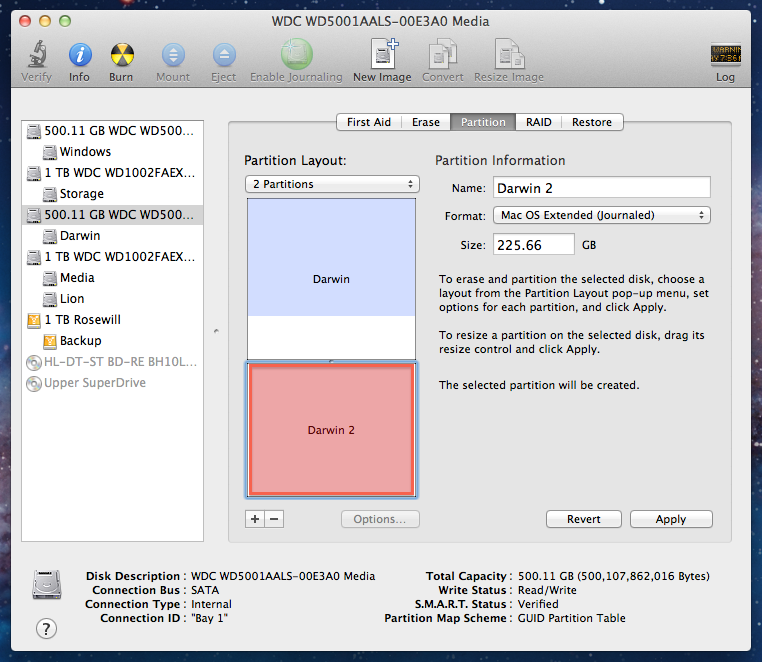 WDC WD5001AALS-00E3A0 Media
Verify Info Burn Mount Eject Enable Journaling New Image Convert Resize Image Log
500.11 GB WDC WD500...
Windows
1 TB WDC WD1002FAEX...
Storage
500.11 GB WDC WD500...
Darwin
1 TB WDC WD1002FAEX...
Media
Lion
1 TB Rosewill
Backup
HL-DT-ST BD-RE BH10L...
Upper SuperDrive
First Aid Erase Partition RAID Restore
Partition Layout:
2 Partitions
Darwin
Darwin 2
+ −
Options...
Partition Information
Name: Darwin 2
Format: Mac OS Extended (Journaled)
Size: 225.66 GB
To erase and partition the selected disk, choose a
layout from the Partition Layout pop-up menu, set
options for each partition, and click Apply.
To resize a partition on the selected disk, drag its
resize control and click Apply.
The selected partition will be created.
Revert Apply
Disk Description : WDC WD5001AALS-00E3A0 Media
Connection Bus : SATA
Connection Type : Internal
Connection ID : "Bay 1"
Total Capacity : 500.11 GB (500,107,862,016 Bytes)
Write Status : Read/Write
S.M.A.R.T. Status : Verified
Partition Map Scheme : GUID Partition Table
?